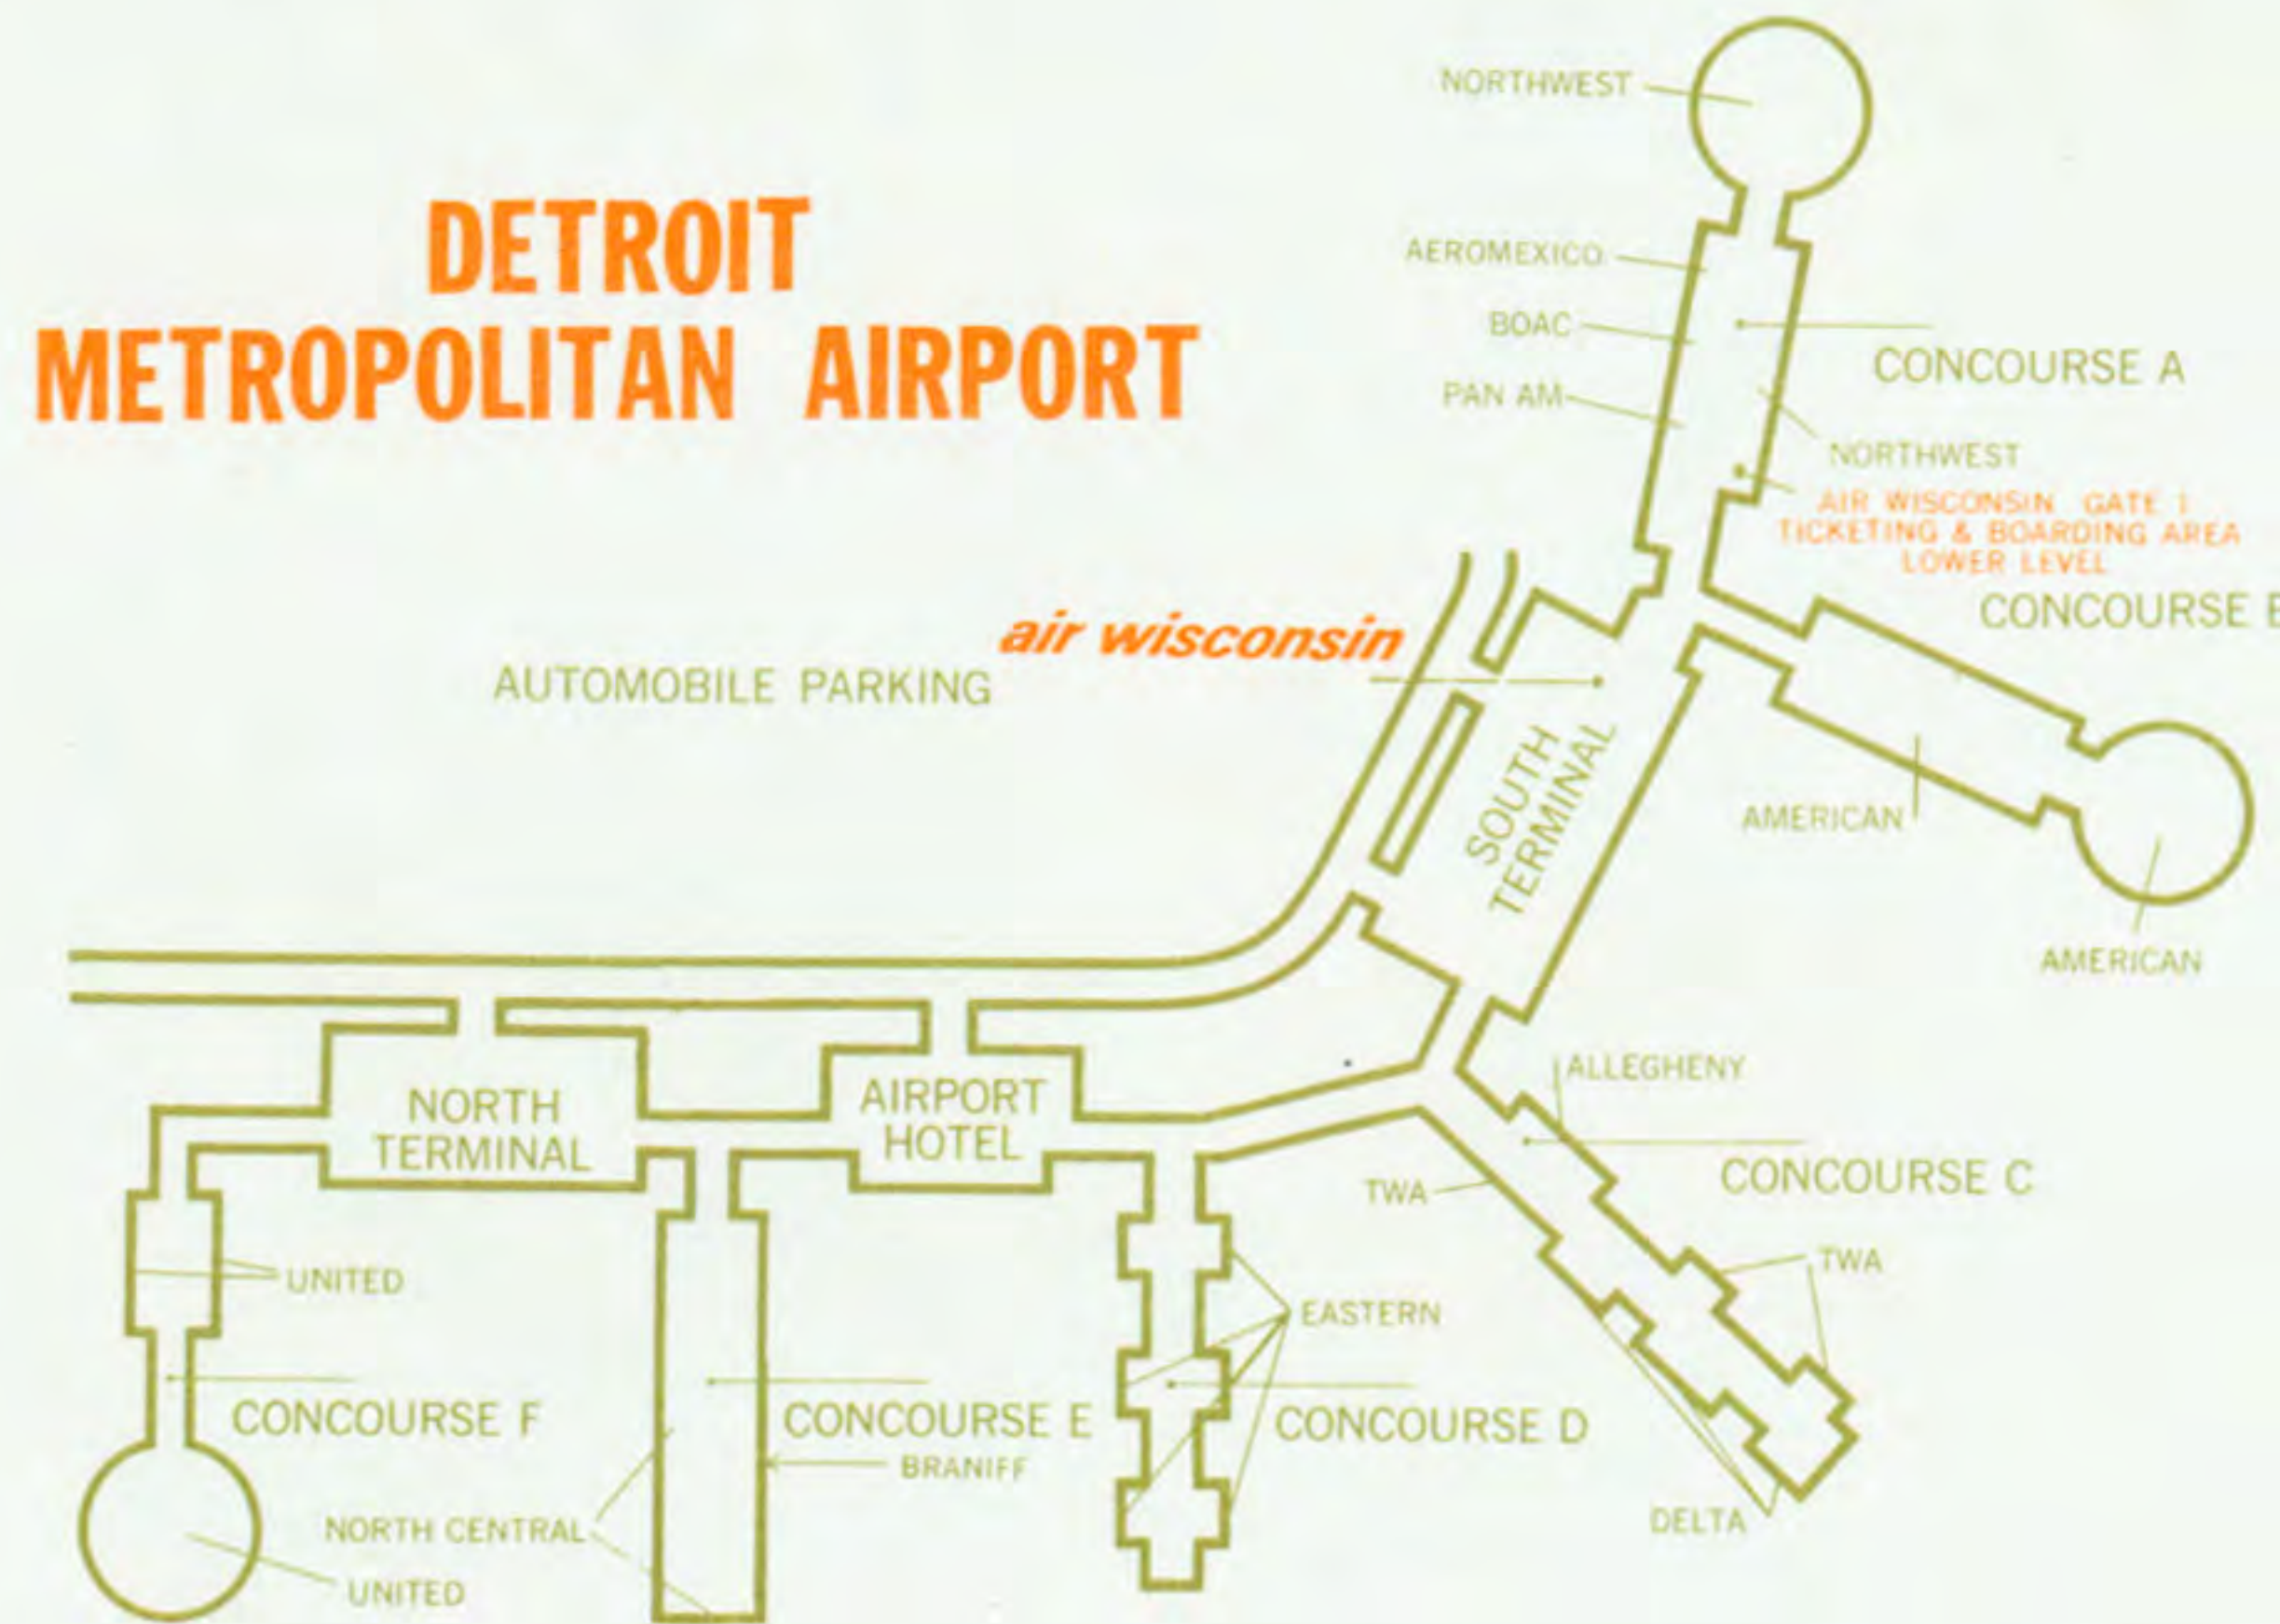 DETROIT
METROPOLITAN AIRPORT
NORTHWEST
AEROMEXICO
BOAC
PAN AM
CONCOURSE A
NORTHWEST
AIR WISCONSIN GATE 1
TICKETING & BOARDING AREA
LOWER LEVEL
CONCOURSE B
air wisconsin
AUTOMOBILE PARKING
SOUTH
TERMINAL
AMERICAN
AMERICAN
NORTH
TERMINAL
AIRPORT
HOTEL
ALLEGHENY
CONCOURSE C
TWA
TWA
UNITED
EASTERN
CONCOURSE F
CONCOURSE E
CONCOURSE D
BRANIFF
NORTH CENTRAL
DELTA
UNITED